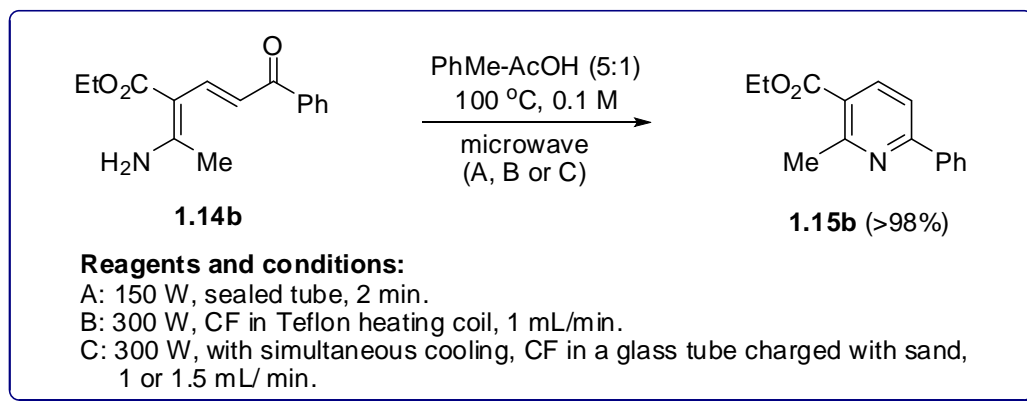 O
EtO2C
Ph
H2N
Me
1.14b
PhMe-AcOH (5:1)
100 °C, 0.1 M
microwave
(A, B or C)
EtO2C
Me
N
Ph
1.15b (>98%)
Reagents and conditions:
A: 150 W, sealed tube, 2 min.
B: 300 W, CF in Teflon heating coil, 1 mL/min.
C: 300 W, with simultaneous cooling, CF in a glass tube charged with sand,
1 or 1.5 mL/ min.